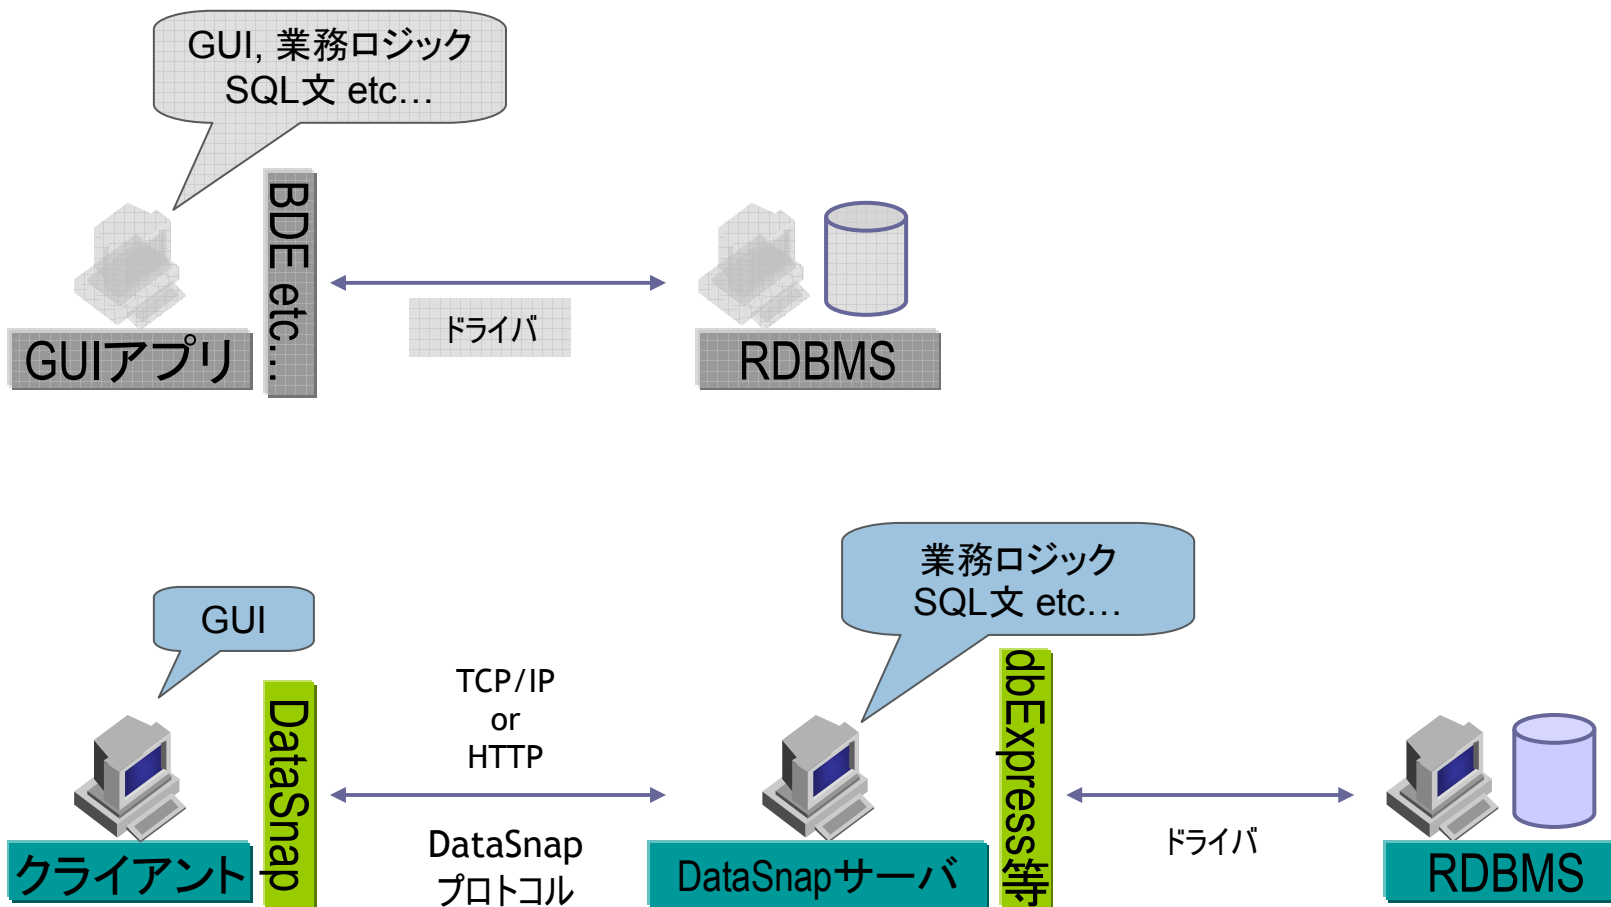 GUI, 業務ロジック
SQL文 etc…
BDE etc…
ドライバ
GUIアプリ
RDBMS
業務ロジック
SQL文 etc…
GUI
TCP/IP
or
HTTP
DataSnap
dbExpress等
DataSnap
プロトコル
ドライバ
クライアント
DataSnapサーバ
RDBMS